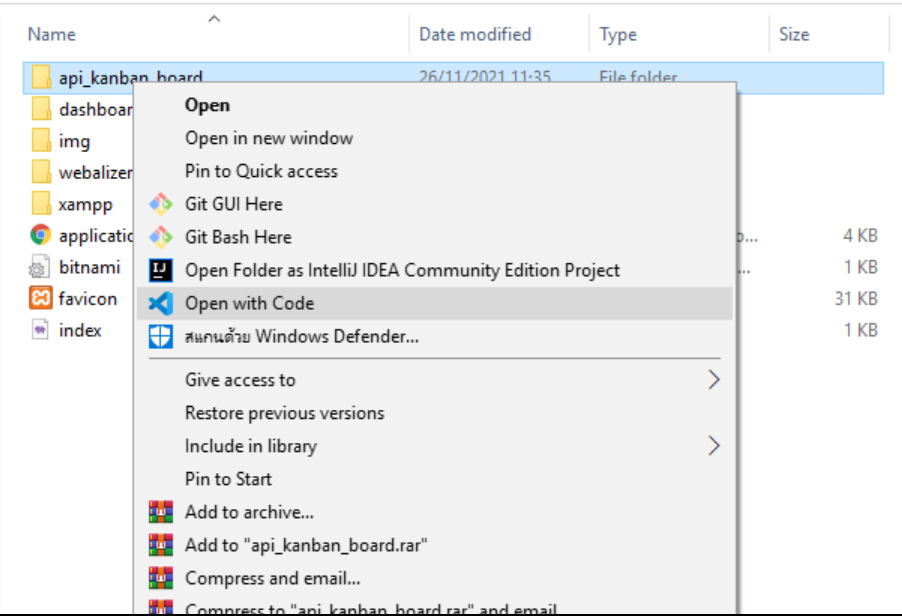 Name Date modified Type Size
api_kanban_board 26/11/2021 11:35 File folder
dashboar
img
webalizer
xampp
applicatio 4 KB
bitnami 1 KB
favicon 31 KB
index 1 KB
Open
Open in new window
Pin to Quick access
Git GUI Here
Git Bash Here
Open Folder as IntelliJ IDEA Community Edition Project
Open with Code
สแกนด้วย Windows Defender...
Give access to
Restore previous versions
Include in library
Pin to Start
Add to archive...
Add to "api_kanban_board.rar"
Compress and email...
Compress to "api_kanban_board.rar" and email